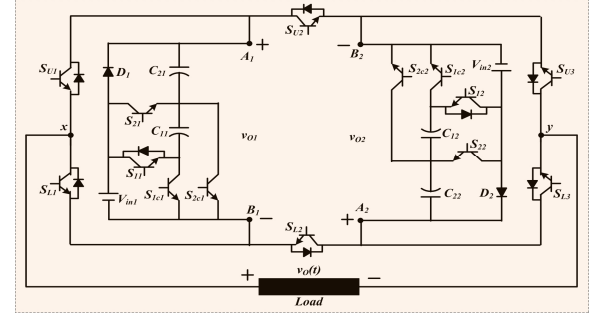 S_U2
A_1 + − B_2
S_U1 D_1 C_21 S_2c2 S_1c2 V_in2 S_U3
S_12
S_21
x C_11 v_O1 v_O2 C_12 S_22 y
S_11
S_L1 V_in1 S_1c1 S_2c1 C_22 D_2 S_L3
B_1 − S_L2 + A_2
+ v_O(t) −
Load